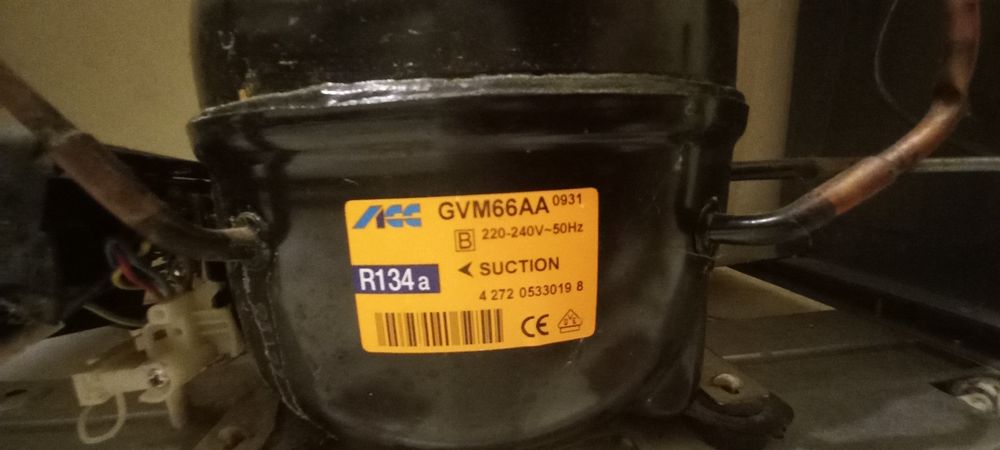 ACC GVM66AA 0931
B 220-240V~50Hz
R134a < SUCTION
4 272 0533019 8
CE